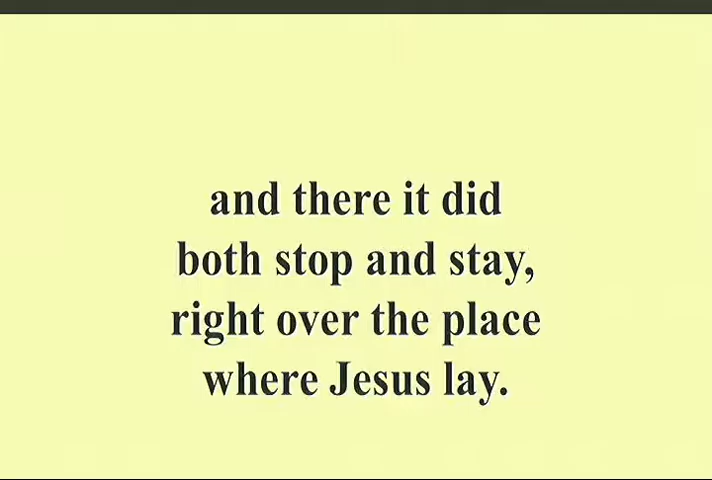 and there it did
both stop and stay,
right over the place
where Jesus lay.